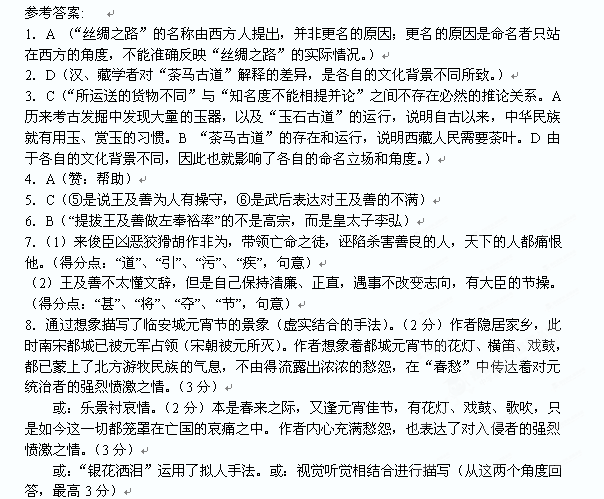 参考答案:
1．A （“丝绸之路”的名称由西方人提出，并非更名的原因；更名的原因是命名者只站
在西方的角度，不能准确反映“丝绸之路”的实际情况。）
2．D（汉、藏学者对“茶马古道”解释的差异，是各自的文化背景不同所致。）
3．C（“所运送的货物不同”与“知名度不能相提并论”之间不存在必然的推论关系。A
历来考古发掘中发现大量的玉器，以及“玉石古道”的运行，说明自古以来，中华民族
就有用玉、赏玉的习惯。B “茶马古道”的存在和运行，说明西藏人民需要茶叶。D 由
于各自的文化背景不同，因此也就影响了各自的命名立场和角度。）
4．A（赞：帮助）
5．C（⑤是说王及善为人有操守，⑥是武后表达对王及善的不满）
6．B（“提拔王及善做左奉裕率”的不是高宗，而是皇太子李弘）
7．（1）来俊臣凶恶狡猾胡作非为，带领亡命之徒，诬陷杀害善良的人，天下的人都痛恨
他。（得分点：“道”、“引”、“污”、“疾”，句意）
（2）王及善不太懂文辞，但是自己保持清廉、正直，遇事不改变志向，有大臣的节操。
（得分点：“甚”、“将”、“夺”、“节”，句意）
8．通过想象描写了临安城元宵节的景象（虚实结合的手法）。（2 分）作者隐居家乡，此
时南宋都城已被元军占领（宋朝被元所灭）。作者想象着都城元宵节的花灯、横笛、戏鼓，
都已蒙上了北方游牧民族的气息，不由得流露出浓浓的愁怨，在“春愁”中传达着对元
统治者的强烈愤激之情。（3 分）
或：乐景衬哀情。（2 分）本是春来之际，又逢元宵佳节，有花灯、戏鼓、歌吹，只
是如今这一切都笼罩在亡国的哀痛之中。作者内心充满愁怨，也表达了对入侵者的强烈
愤激之情。（3 分）
或：“银花洒泪”运用了拟人手法。或：视觉听觉相结合进行描写（从这两个角度回
答，最高 3 分）